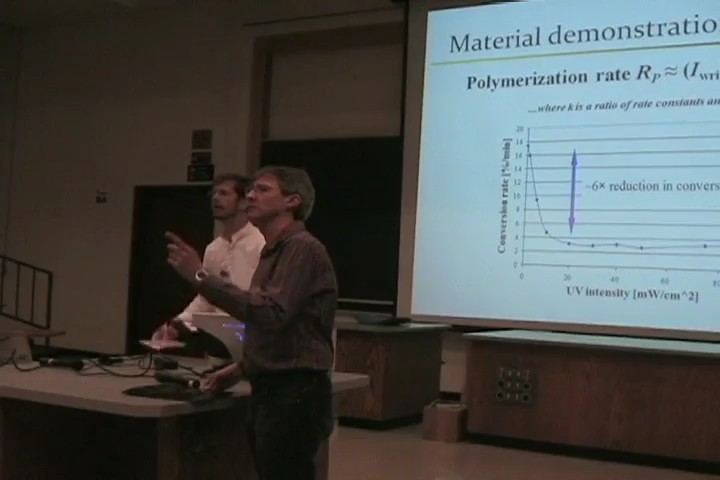 Material demonstratio
Polymerization rate R_P ≈ (I_wri
...where k is a ratio of rate constants an
Conversion rate [%/min]
20
18
16
14
12
10
8
6
4
2
0
~6× reduction in convers
0
20
40
60
80
UV intensity [mW/cm^2]